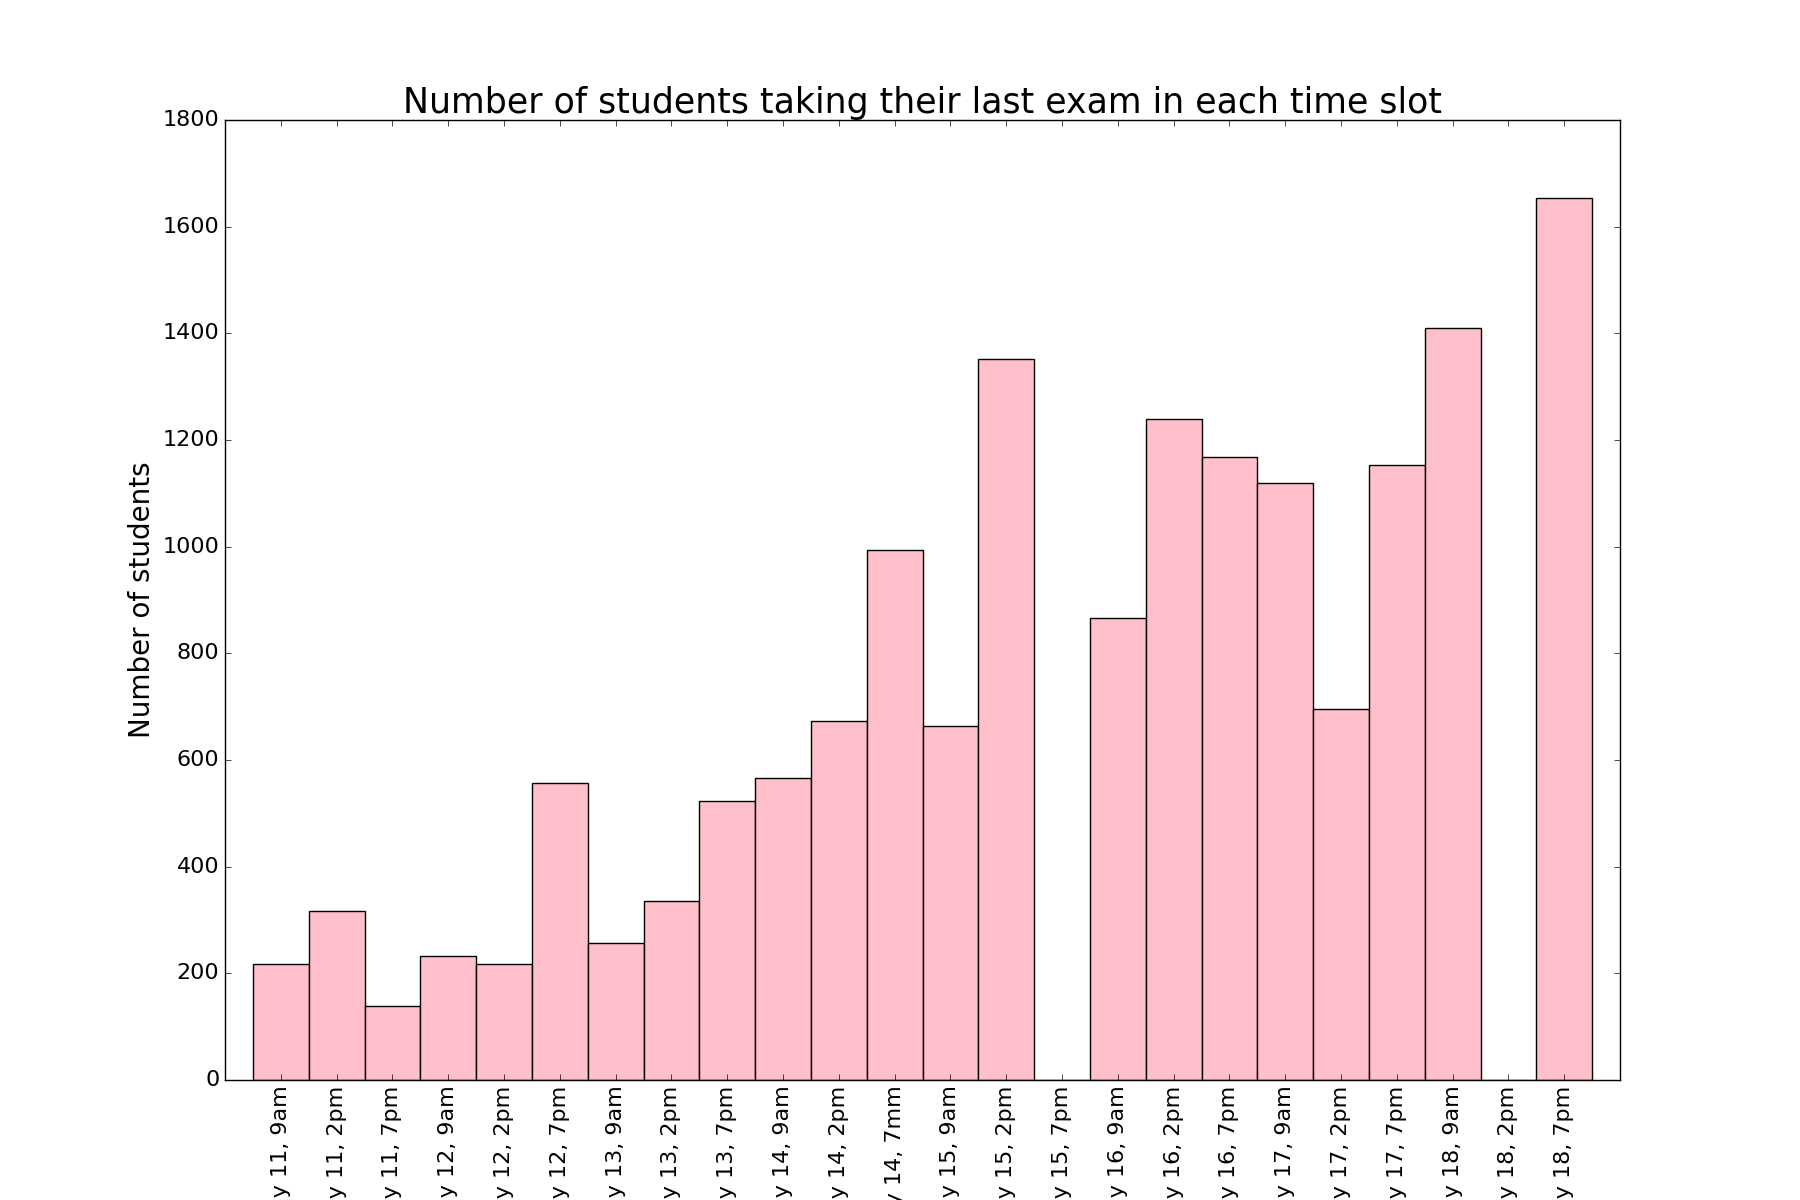 Number of students taking their last exam in each time slot
Number of students
1800
1600
1400
1200
1000
800
600
400
200
0
y 11, 9am
y 11, 2pm
y 11, 7pm
y 12, 9am
y 12, 2pm
y 12, 7pm
y 13, 9am
y 13, 2pm
y 13, 7pm
y 14, 9am
y 14, 2pm
y 14, 7mm
y 15, 9am
y 15, 2pm
y 15, 7pm
y 16, 9am
y 16, 2pm
y 16, 7pm
y 17, 9am
y 17, 2pm
y 17, 7pm
y 18, 9am
y 18, 2pm
y 18, 7pm